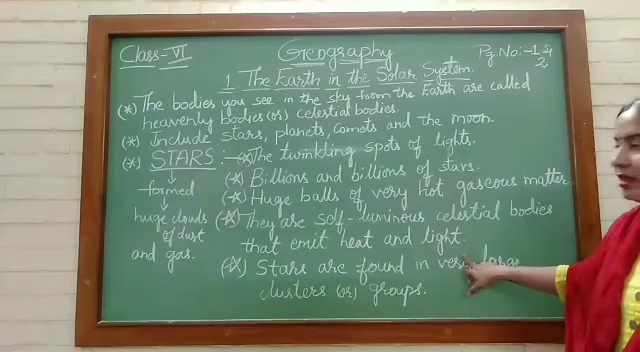 Class-VI
Geography
Pg.No:-1 &
2
1 The Earth in the Solar System.
(*) The bodies you see in the sky from the Earth are called
heavenly bodies (or) celestial bodies.
(*) Include stars, planets, comets and the moon.
(*) STARS :- (*) The twinkling spots of lights.
(*) Billions and billions of stars.
formed
(*) Huge balls of very hot gaseous matter
huge clouds
of dust
and gas.
(*) They are self-luminous celestial bodies
that emit heat and light.
(*) Stars are found in very large
clusters (or) groups.